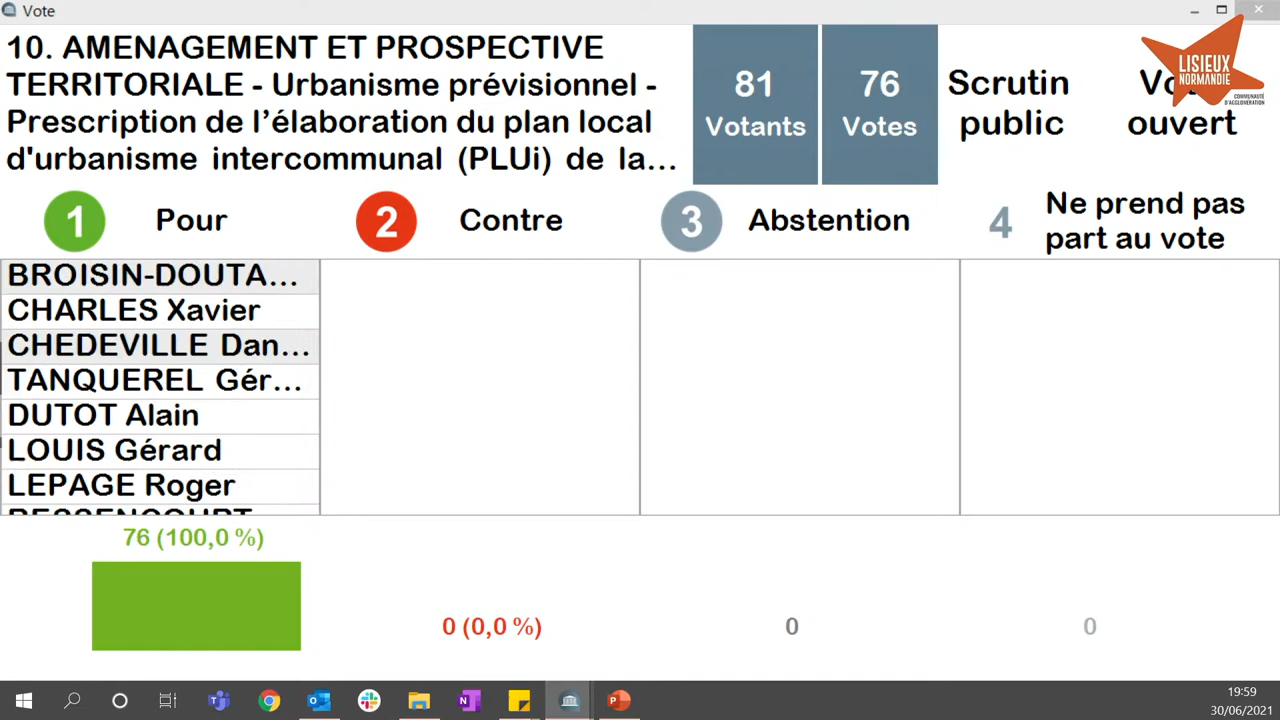 Vote
10. AMENAGEMENT ET PROSPECTIVE
TERRITORIALE - Urbanisme prévisionnel -
Prescription de l’élaboration du plan local
d'urbanisme intercommunal (PLUi) de la...
81
Votants
76
Votes
Scrutin
public
ouvert
LISIEUX
NORMANDIE
COMMUNAUTÉ
D'AGGLOMÉRATION
1 Pour
2 Contre
3 Abstention
4 Ne prend pas
part au vote
BROISIN-DOUTA...
CHARLES Xavier
CHEDEVILLE Dan...
TANQUEREL Gér...
DUTOT Alain
LOUIS Gérard
LEPAGE Roger
76 (100,0 %)
0 (0,0 %)
0
0
19:59
30/06/2021